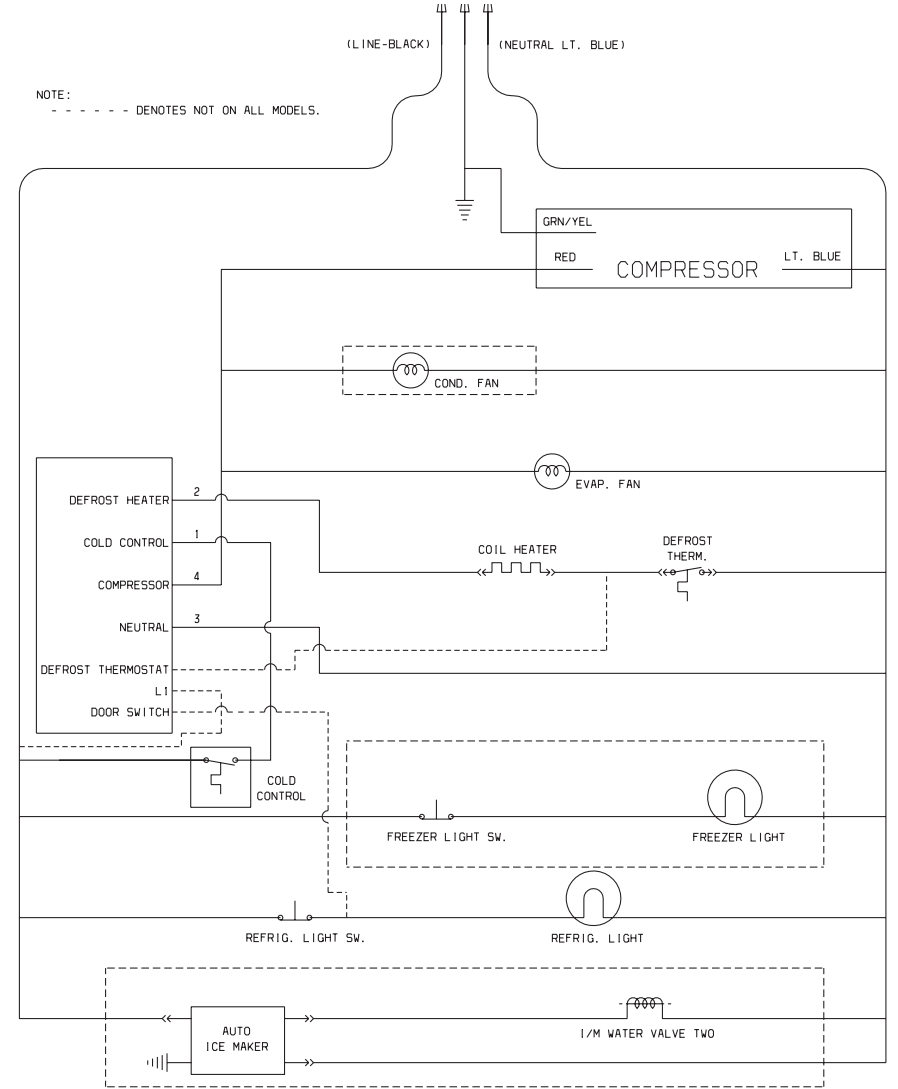 (LINE-BLACK)
(NEUTRAL LT. BLUE)
NOTE:
- - - - - - DENOTES NOT ON ALL MODELS.
GRN/YEL
RED
COMPRESSOR
LT. BLUE
COND. FAN
EVAP. FAN
DEFROST HEATER
2
COLD CONTROL
1
COMPRESSOR
4
NEUTRAL
3
DEFROST THERMOSTAT
L1
DOOR SWITCH
COIL HEATER
DEFROST
THERM.
COLD
CONTROL
FREEZER LIGHT SW.
FREEZER LIGHT
REFRIG. LIGHT SW.
REFRIG. LIGHT
AUTO
ICE MAKER
I/M WATER VALVE TWO